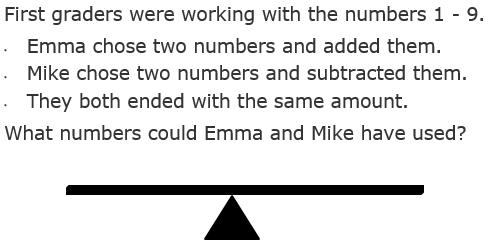 First graders were working with the numbers 1 - 9.
· Emma chose two numbers and added them.
· Mike chose two numbers and subtracted them.
· They both ended with the same amount.
What numbers could Emma and Mike have used?